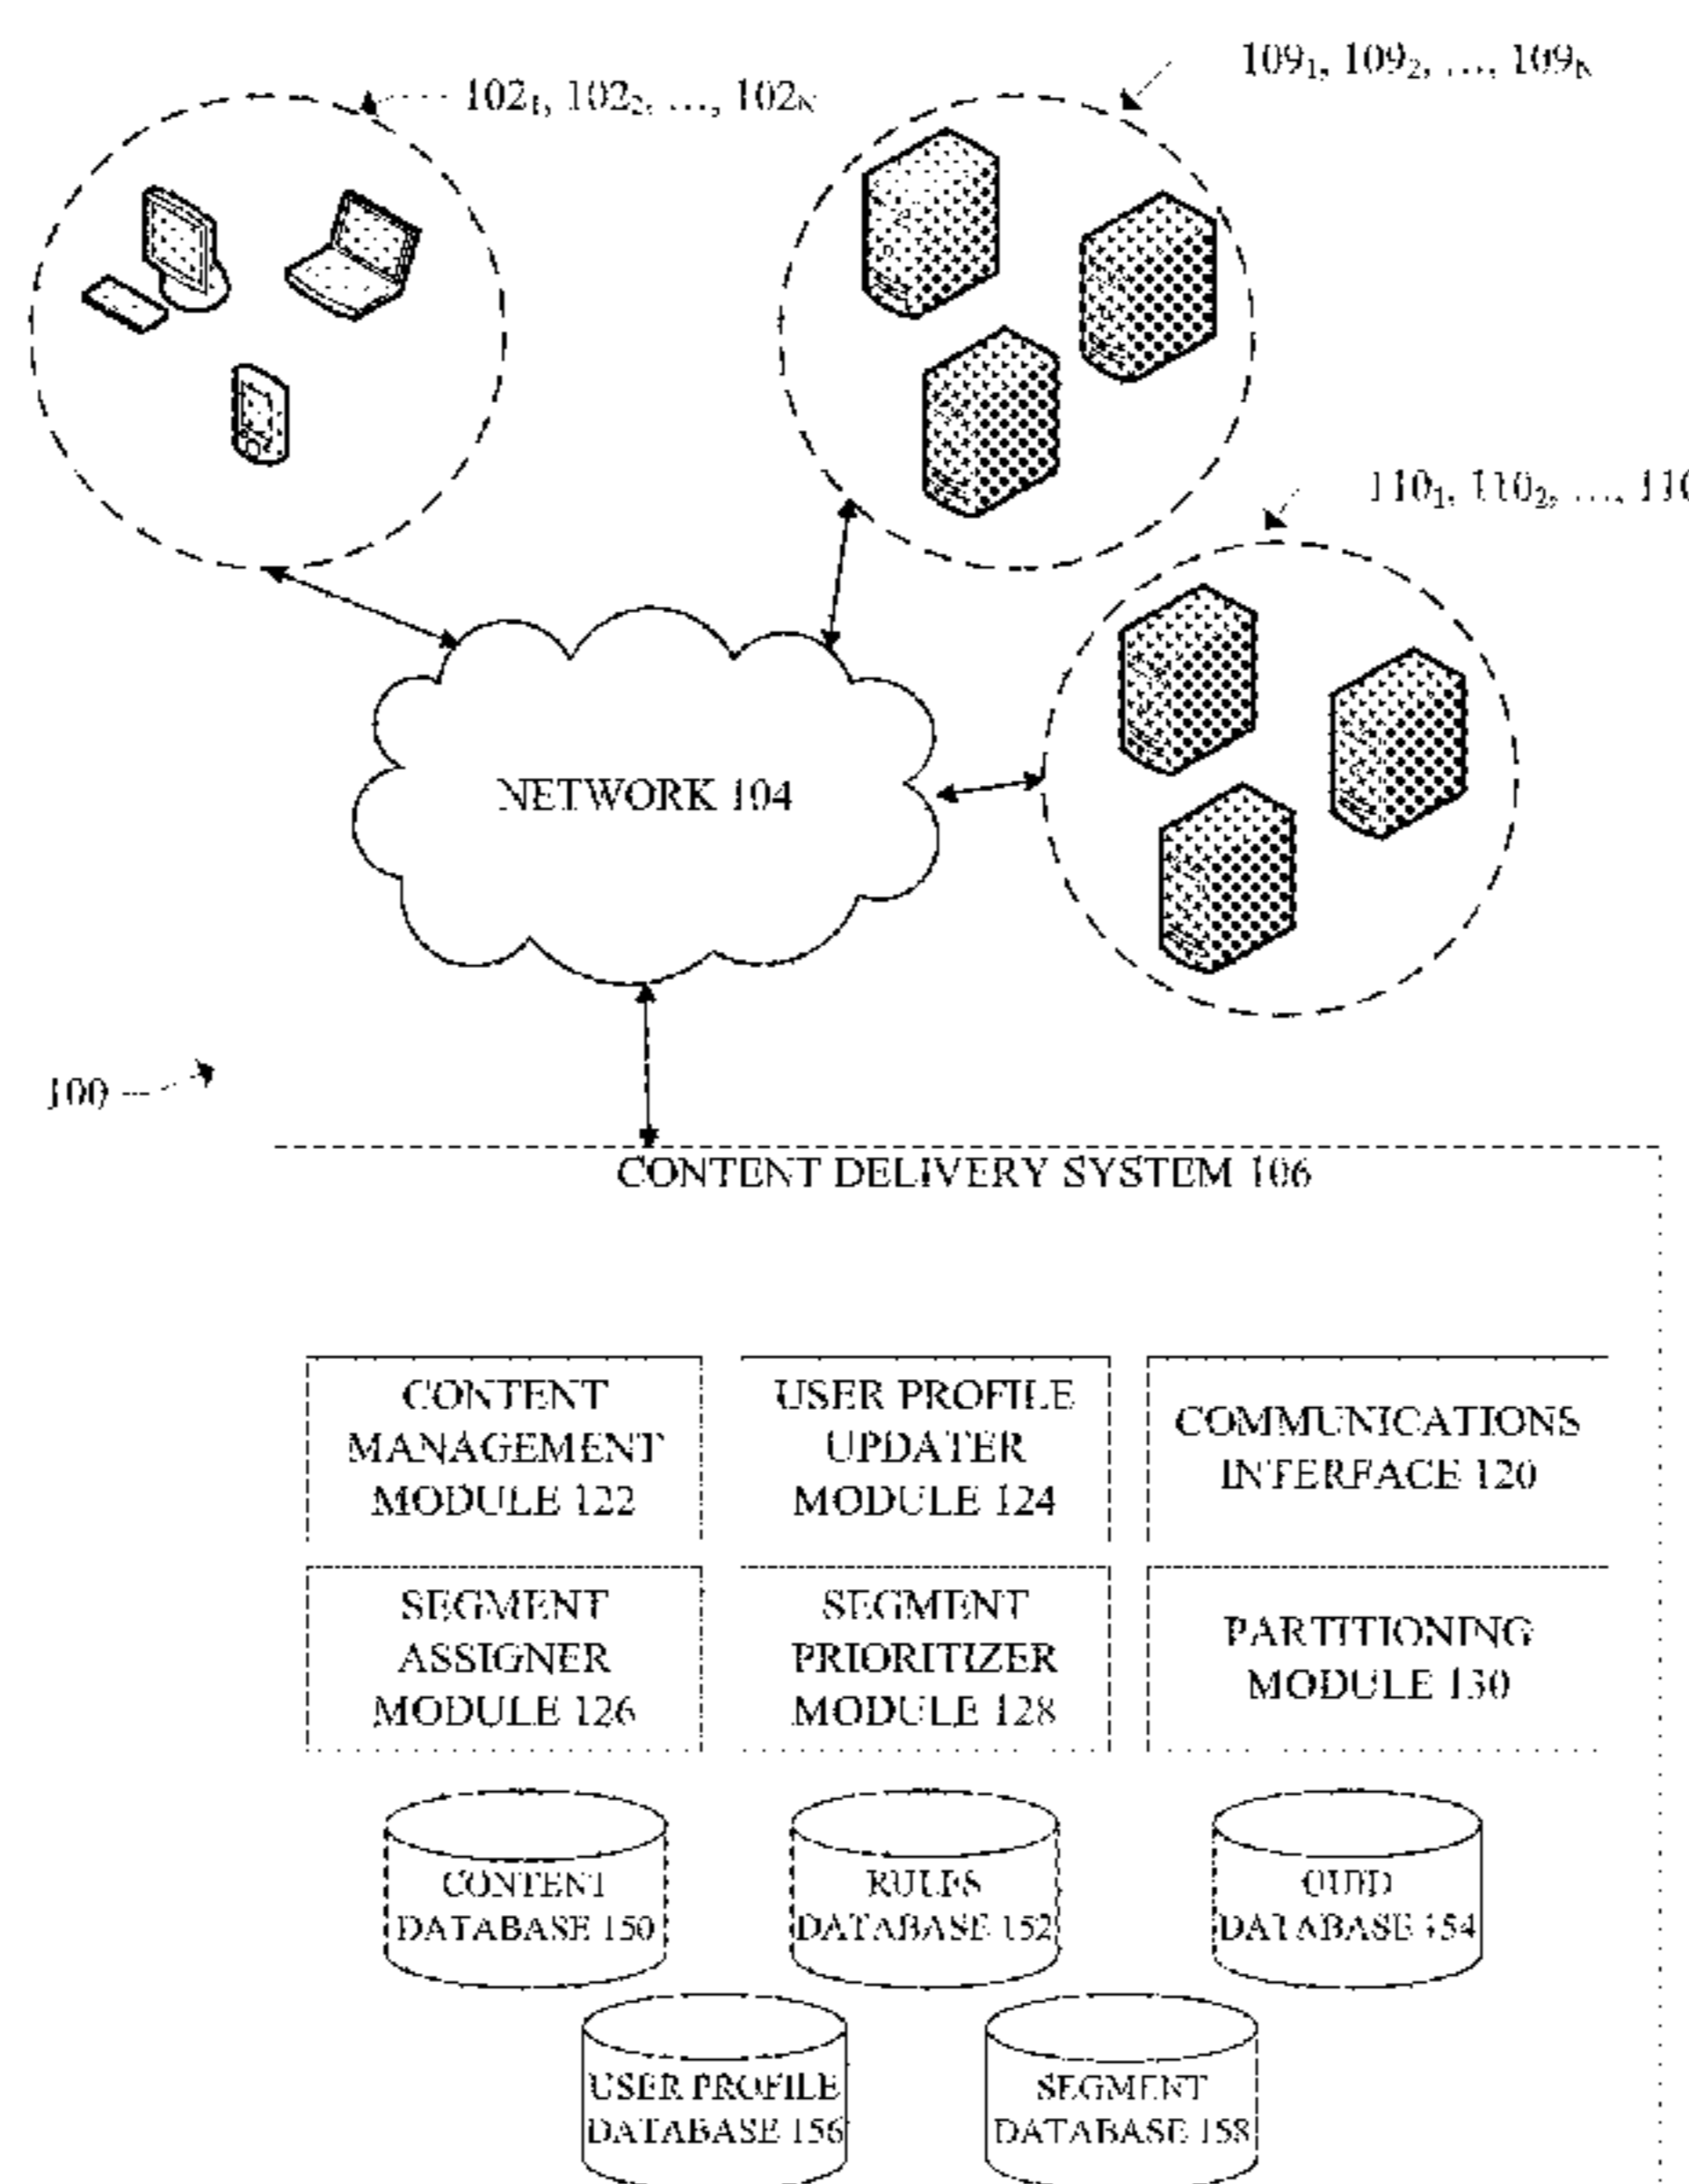 102₁, 102₂, ..., 102N
109₁, 109₂, ..., 109N
110₁, 110₂, ..., 110
NETWORK 104
100
CONTENT DELIVERY SYSTEM 106
CONTENT
MANAGEMENT
MODULE 122
USER PROFILE
UPDATER
MODULE 124
COMMUNICATIONS
INTERFACE 120
SEGMENT
ASSIGNER
MODULE 126
SEGMENT
PRIORITIZER
MODULE 128
PARTITIONING
MODULE 130
CONTENT
DATABASE 150
RULES
DATABASE 152
DATABASE 154
USER PROFILE
DATABASE 156
SEGMENT
DATABASE 158